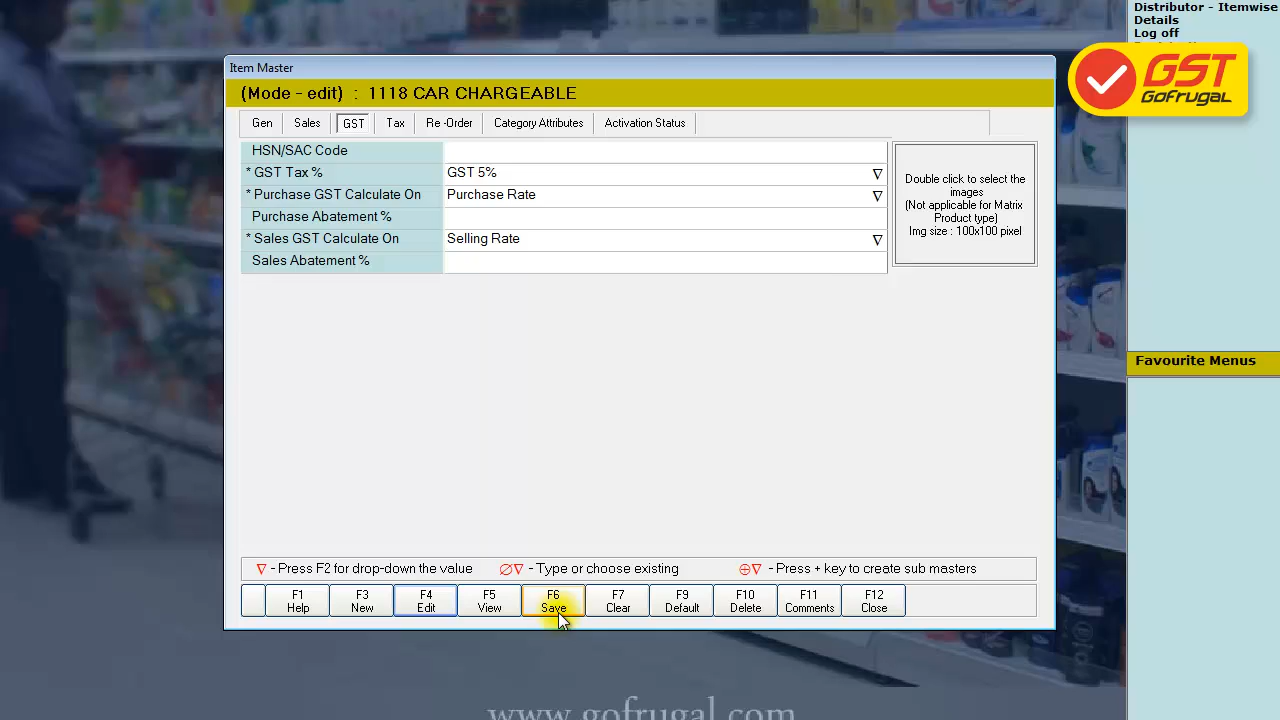 Distributor - Itemwise
Details
Log off
GST
GOFRUGAL
Item Master
(Mode - edit) : 1118 CAR CHARGEABLE
Gen Sales GST Tax Re-Order Category Attributes Activation Status
HSN/SAC Code
* GST Tax % GST 5%
* Purchase GST Calculate On Purchase Rate
Purchase Abatement %
* Sales GST Calculate On Selling Rate
Sales Abatement %
Double click to select the
images
(Not applicable for Matrix
Product type)
Img size : 100x100 pixel
Favourite Menus
- Press F2 for drop-down the value - Type or choose existing - Press + key to create sub masters
F1 F3 F4 F5 F6 F7 F9 F10 F11 F12
Help New Edit View Save Clear Default Delete Comments Close
www.gofrugal.com